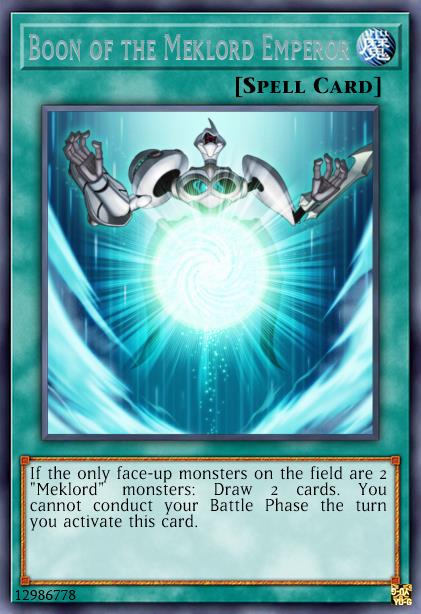 Boon of the Meklord Emperor
魔
[Spell Card]
If the only face-up monsters on the field are 2
"Meklord" monsters: Draw 2 cards. You
cannot conduct your Battle Phase the turn
you activate this card.
12986778